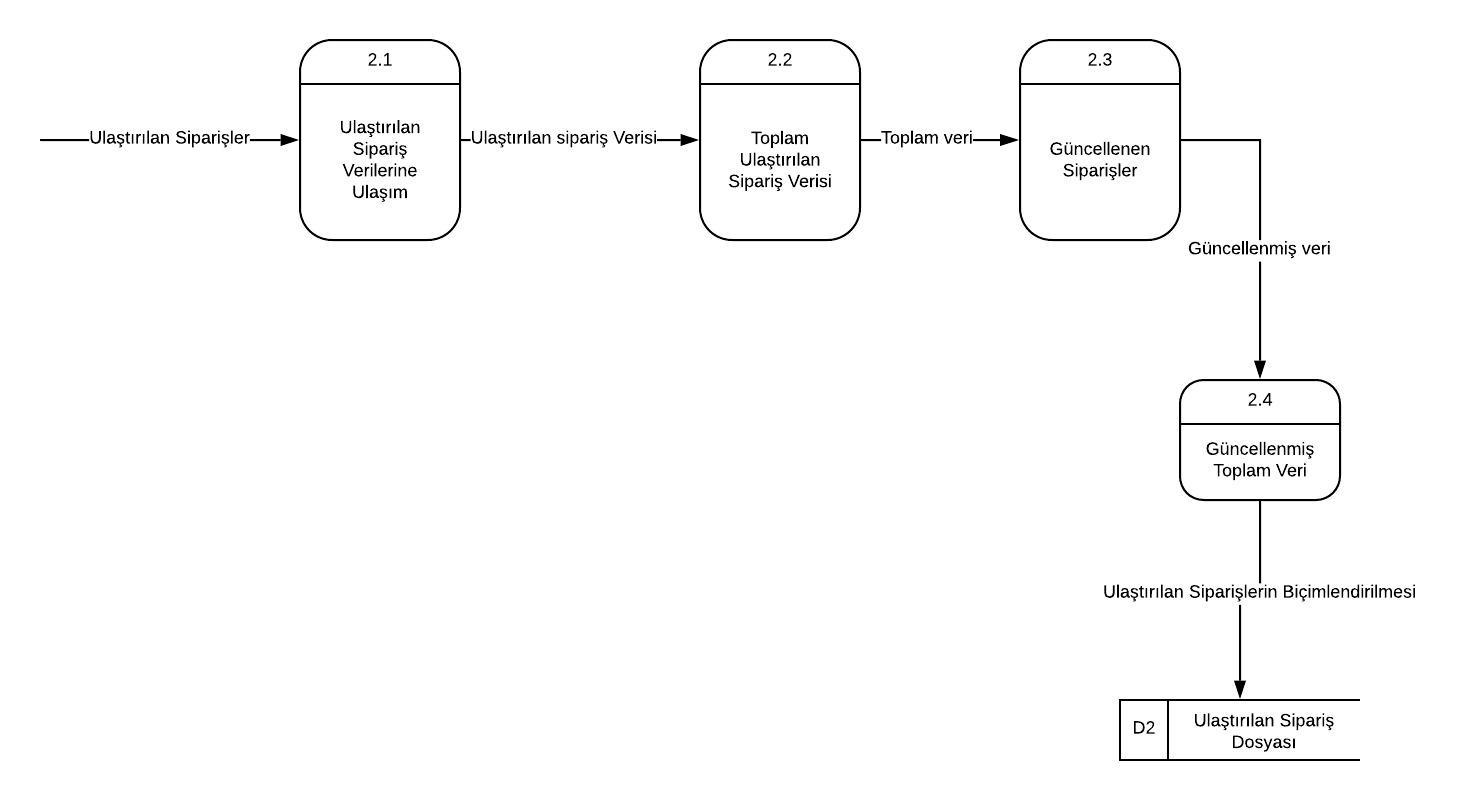 2.1
2.2
2.3
Ulaştırılan Siparişler
Ulaştırılan
Sipariş
Verilerine
Ulaşım
Ulaştırılan sipariş Verisi
Toplam
Ulaştırılan
Sipariş Verisi
Toplam veri
Güncellenen
Siparişler
Güncellenmiş veri
2.4
Güncellenmiş
Toplam Veri
Ulaştırılan Siparişlerin Biçimlendirilmesi
D2
Ulaştırılan Sipariş
Dosyası